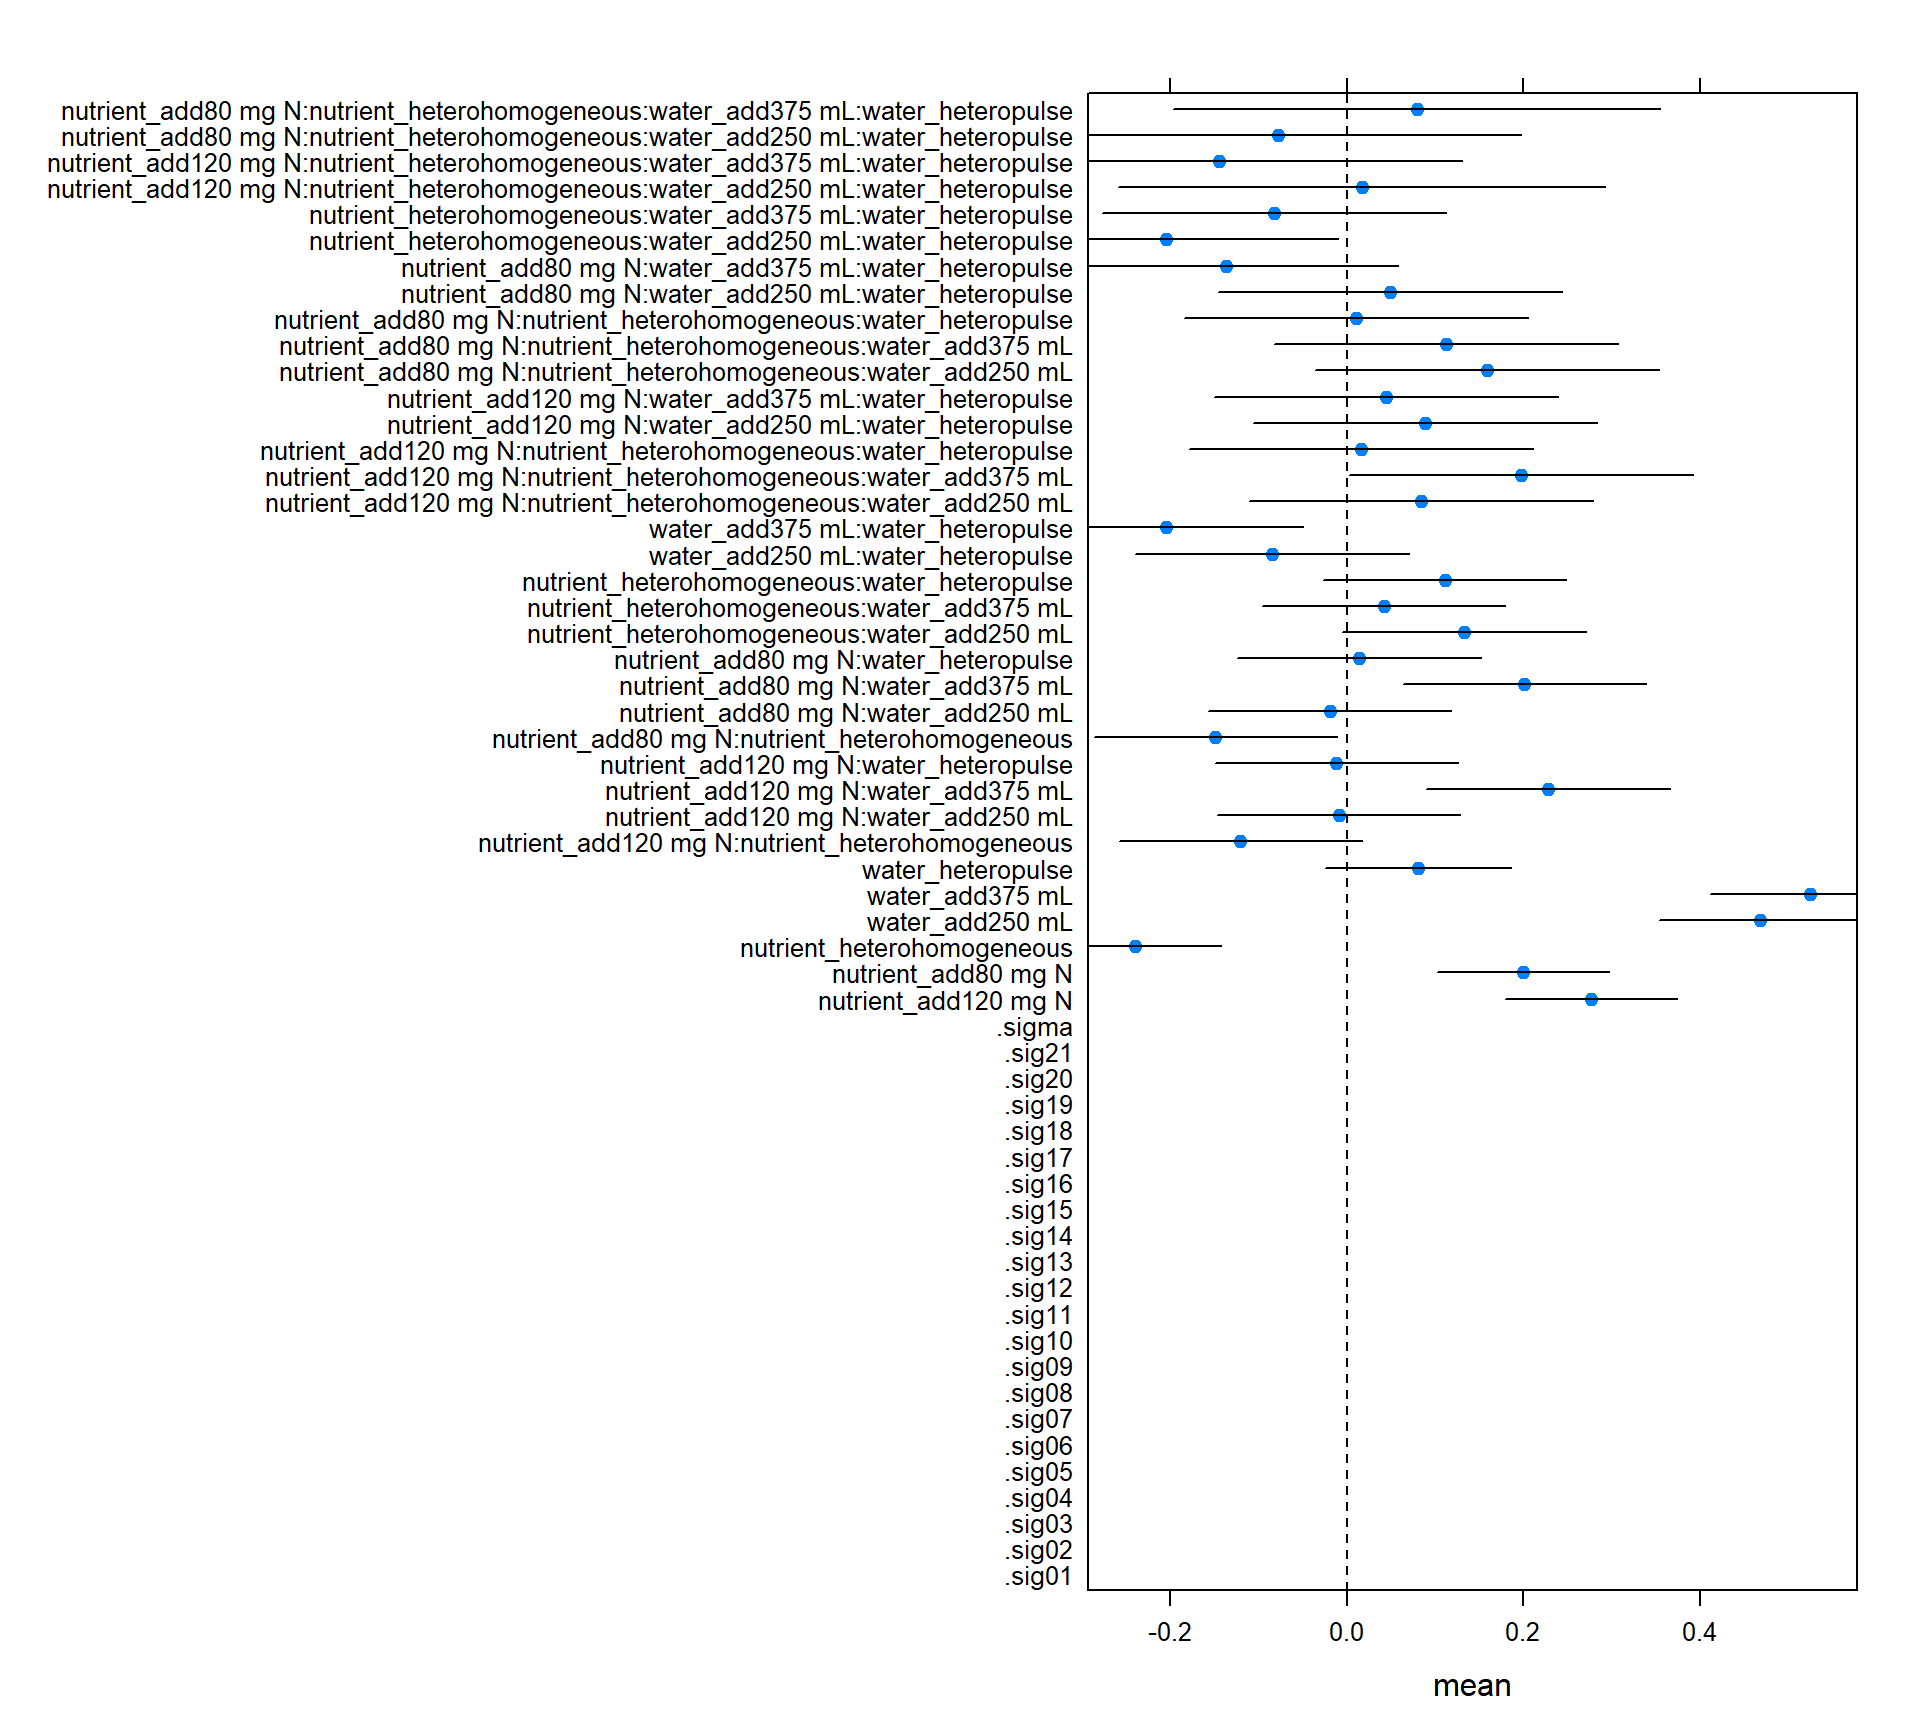 nutrient_add80 mg N:nutrient_heterohomogeneous:water_add375 mL:water_heteropulse
nutrient_add80 mg N:nutrient_heterohomogeneous:water_add250 mL:water_heteropulse
nutrient_add120 mg N:nutrient_heterohomogeneous:water_add375 mL:water_heteropulse
nutrient_add120 mg N:nutrient_heterohomogeneous:water_add250 mL:water_heteropulse
nutrient_heterohomogeneous:water_add375 mL:water_heteropulse
nutrient_heterohomogeneous:water_add250 mL:water_heteropulse
nutrient_add80 mg N:water_add375 mL:water_heteropulse
nutrient_add80 mg N:water_add250 mL:water_heteropulse
nutrient_add80 mg N:nutrient_heterohomogeneous:water_heteropulse
nutrient_add80 mg N:nutrient_heterohomogeneous:water_add375 mL
nutrient_add80 mg N:nutrient_heterohomogeneous:water_add250 mL
nutrient_add120 mg N:water_add375 mL:water_heteropulse
nutrient_add120 mg N:water_add250 mL:water_heteropulse
nutrient_add120 mg N:nutrient_heterohomogeneous:water_heteropulse
nutrient_add120 mg N:nutrient_heterohomogeneous:water_add375 mL
nutrient_add120 mg N:nutrient_heterohomogeneous:water_add250 mL
water_add375 mL:water_heteropulse
water_add250 mL:water_heteropulse
nutrient_heterohomogeneous:water_heteropulse
nutrient_heterohomogeneous:water_add375 mL
nutrient_heterohomogeneous:water_add250 mL
nutrient_add80 mg N:water_heteropulse
nutrient_add80 mg N:water_add375 mL
nutrient_add80 mg N:water_add250 mL
nutrient_add80 mg N:nutrient_heterohomogeneous
nutrient_add120 mg N:water_heteropulse
nutrient_add120 mg N:water_add375 mL
nutrient_add120 mg N:water_add250 mL
nutrient_add120 mg N:nutrient_heterohomogeneous
water_heteropulse
water_add375 mL
water_add250 mL
nutrient_heterohomogeneous
nutrient_add80 mg N
nutrient_add120 mg N
.sigma
.sig21
.sig20
.sig19
.sig18
.sig17
.sig16
.sig15
.sig14
.sig13
.sig12
.sig11
.sig10
.sig09
.sig08
.sig07
.sig06
.sig05
.sig04
.sig03
.sig02
.sig01
-0.2 0.0 0.2 0.4
mean